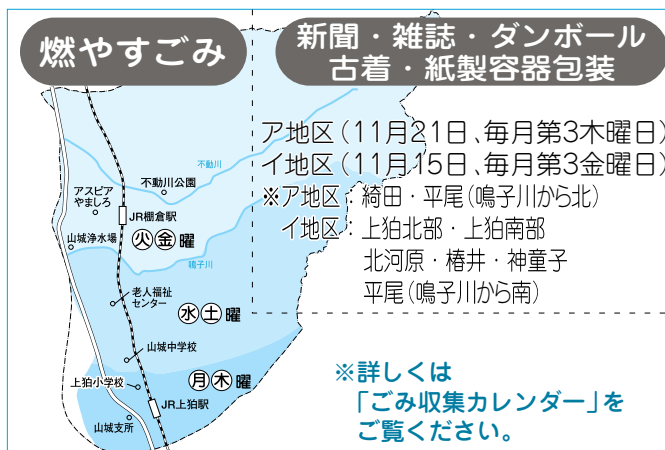 燃やすごみ
新聞・雑誌・ダンボール
古着・紙製容器包装
ア地区(11月21日、毎月第3木曜日)
イ地区(11月15日、毎月第3金曜日)
※ア地区:綺田・平尾(鳴子川から北)
イ地区:上狛北部・上狛南部
北河原・椿井・神童子
平尾(鳴子川から南)
不動川
不動川公園
アスピア
やましろ
JR棚倉駅
山城浄水場
火金曜
鳴子川
老人福祉
センター
水土曜
山城中学校
上狛小学校
月木曜
JR上狛駅
山城支所
※詳しくは
「ごみ収集カレンダー」を
ご覧ください。